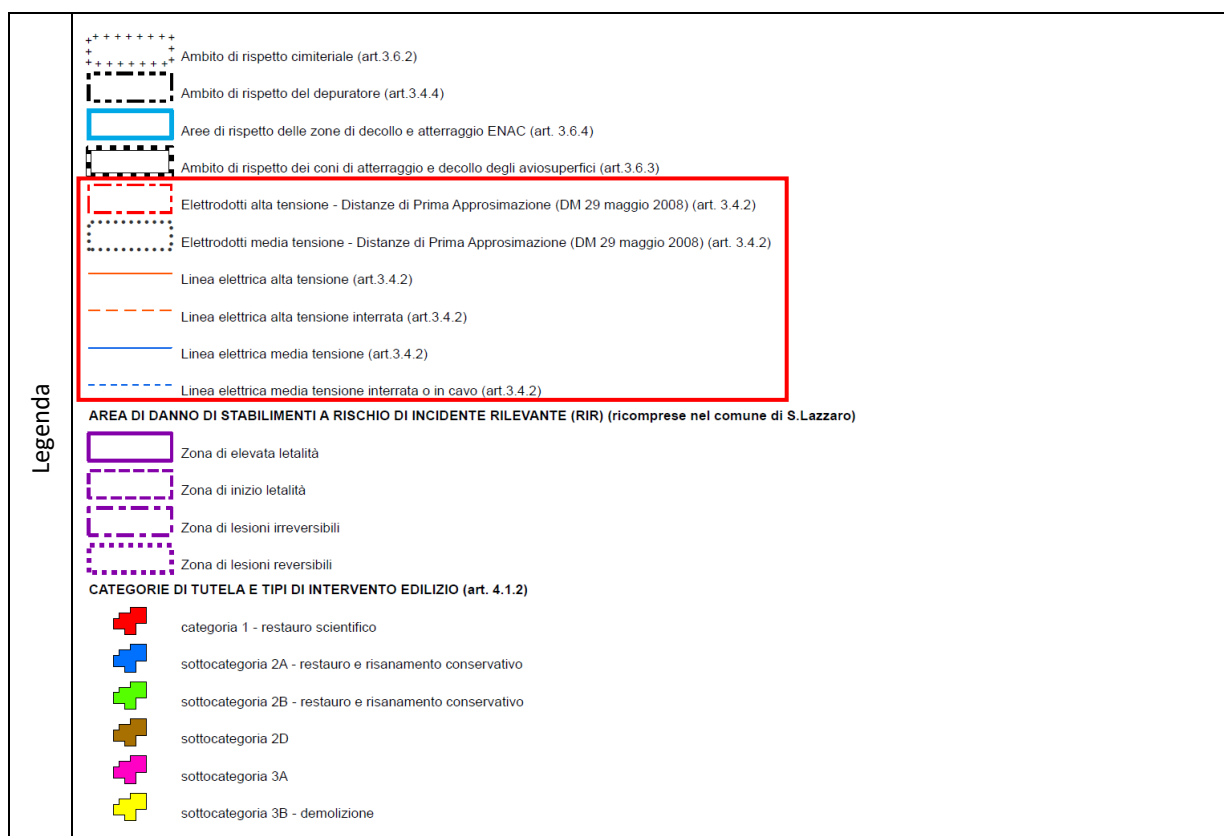 Legenda
Ambito di rispetto cimiteriale (art.3.6.2)
Ambito di rispetto del depuratore (art.3.4.4)
Aree di rispetto delle zone di decollo e atterraggio ENAC (art. 3.6.4)
Ambito di rispetto dei coni di atterraggio e decollo degli aviosuperfici (art.3.6.3)
Elettrodotti alta tensione - Distanze di Prima Approsimazione (DM 29 maggio 2008) (art. 3.4.2)
Elettrodotti media tensione - Distanze di Prima Approsimazione (DM 29 maggio 2008) (art. 3.4.2)
Linea elettrica alta tensione (art.3.4.2)
Linea elettrica alta tensione interrata (art.3.4.2)
Linea elettrica media tensione (art.3.4.2)
Linea elettrica media tensione interrata o in cavo (art.3.4.2)
AREA DI DANNO DI STABILIMENTI A RISCHIO DI INCIDENTE RILEVANTE (RIR) (ricomprese nel comune di S.Lazzaro)
Zona di elevata letalità
Zona di inizio letalità
Zona di lesioni irreversibili
Zona di lesioni reversibili
CATEGORIE DI TUTELA E TIPI DI INTERVENTO EDILIZIO (art. 4.1.2)
categoria 1 - restauro scientifico
sottocategoria 2A - restauro e risanamento conservativo
sottocategoria 2B - restauro e risanamento conservativo
sottocategoria 2D
sottocategoria 3A
sottocategoria 3B - demolizione